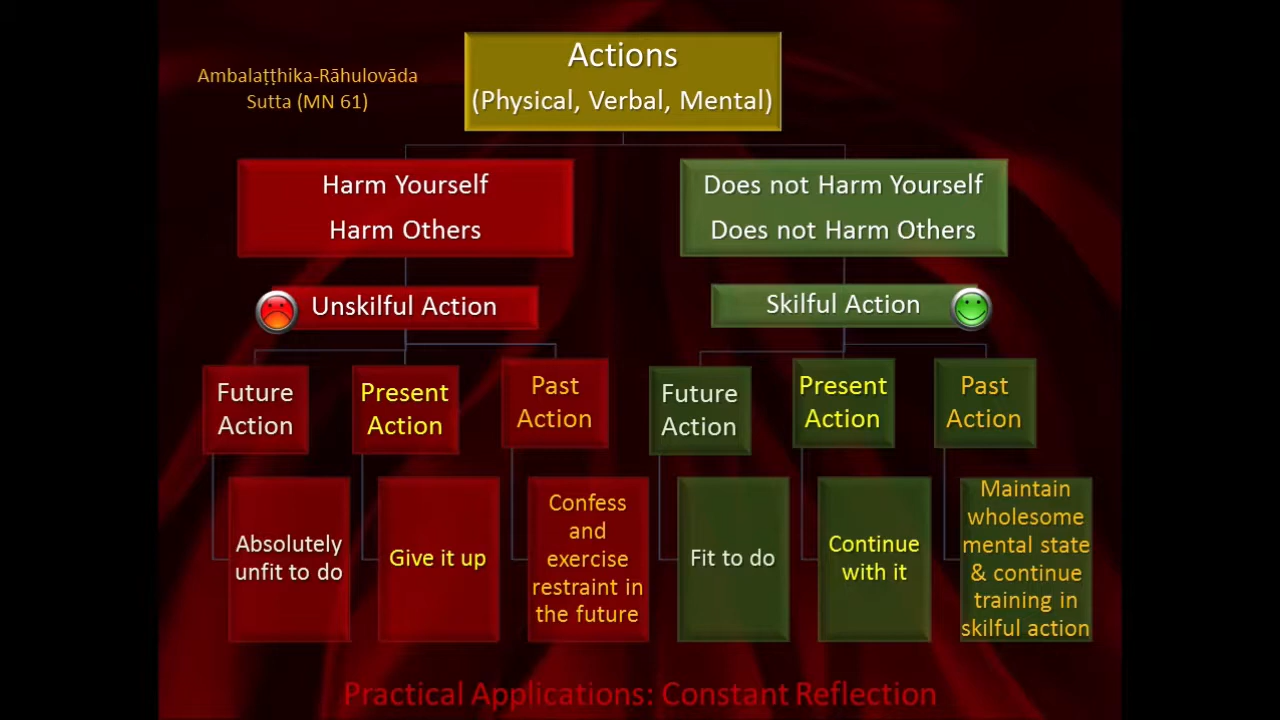 Ambalaṭṭhika-Rāhulovāda
Sutta (MN 61)
Actions
(Physical, Verbal, Mental)
Harm Yourself
Harm Others
Does not Harm Yourself
Does not Harm Others
Unskilful Action
Skilful Action
Future
Action
Present
Action
Past
Action
Future
Action
Present
Action
Past
Action
Absolutely
unfit to do
Give it up
Confess
and
exercise
restraint in
the future
Fit to do
Continue
with it
Maintain
wholesome
mental state
& continue
training in
skilful action
Practical Applications: Constant Reflection